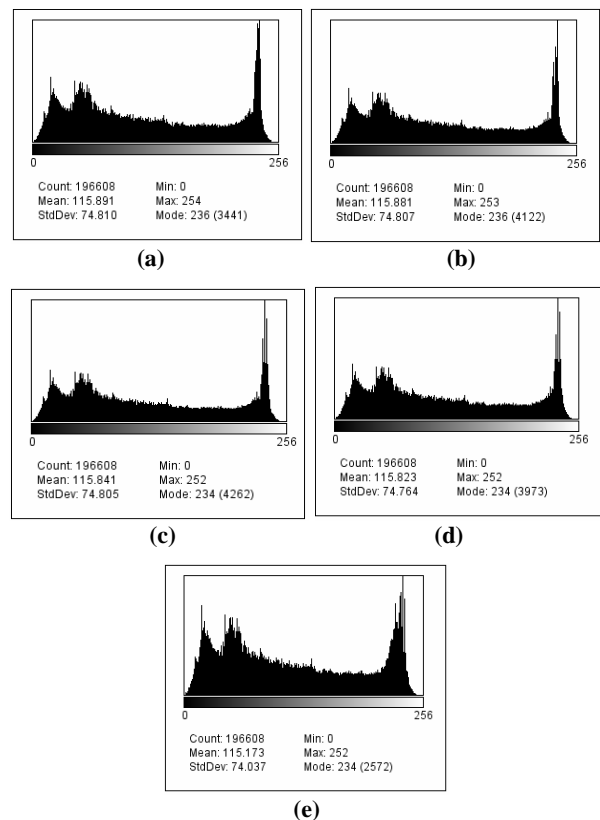 0 256
Count: 196608 Min: 0
Mean: 115.891 Max: 254
StdDev: 74.810 Mode: 236 (3441)
(a)
0 256
Count: 196608 Min: 0
Mean: 115.881 Max: 253
StdDev: 74.807 Mode: 236 (4122)
(b)
0 256
Count: 196608 Min: 0
Mean: 115.841 Max: 252
StdDev: 74.805 Mode: 234 (4262)
(c)
0 256
Count: 196608 Min: 0
Mean: 115.823 Max: 252
StdDev: 74.764 Mode: 234 (3973)
(d)
0 256
Count: 196608 Min: 0
Mean: 115.173 Max: 252
StdDev: 74.037 Mode: 234 (2572)
(e)